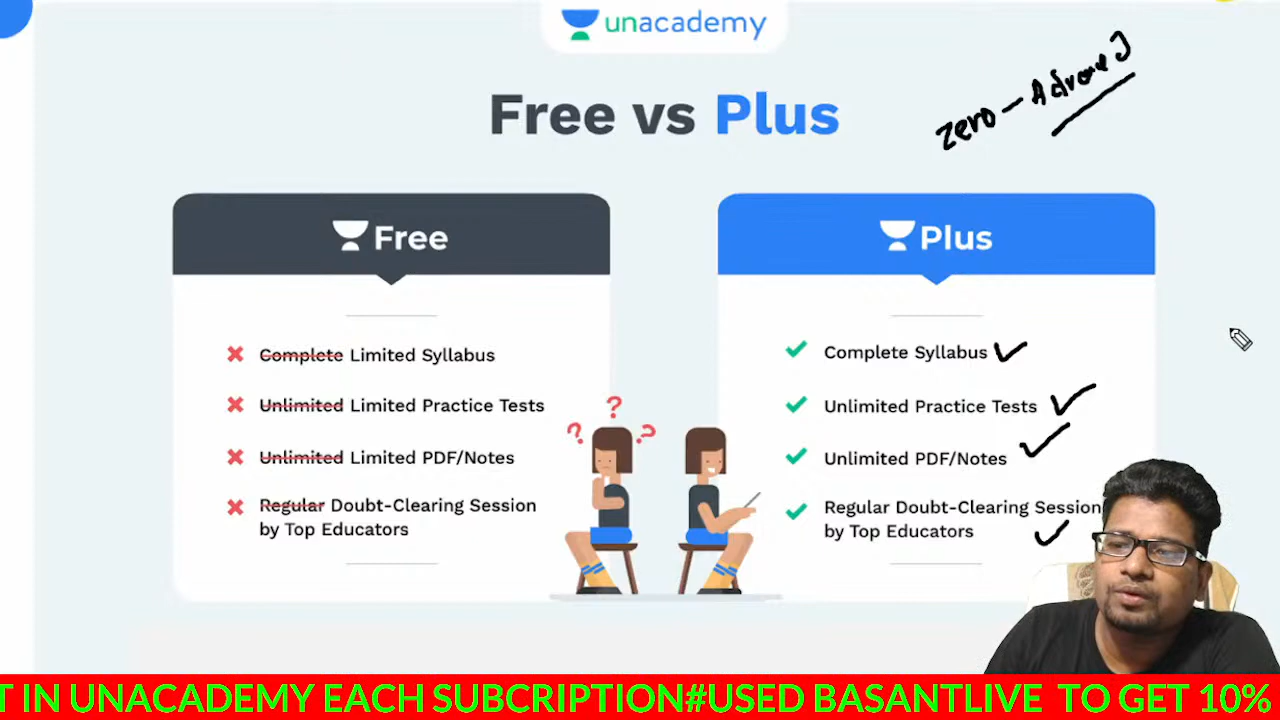 unacademy
Free vs Plus
zero - Advance
Free
Complete Limited Syllabus
Unlimited Limited Practice Tests
Unlimited Limited PDF/Notes
Regular Doubt-Clearing Session
by Top Educators
? ? ?
Plus
Complete Syllabus
Unlimited Practice Tests
Unlimited PDF/Notes
Regular Doubt-Clearing Session
by Top Educators
T IN UNACADEMY EACH SUBCRIPTION#USED BASANTLIVE TO GET 10%